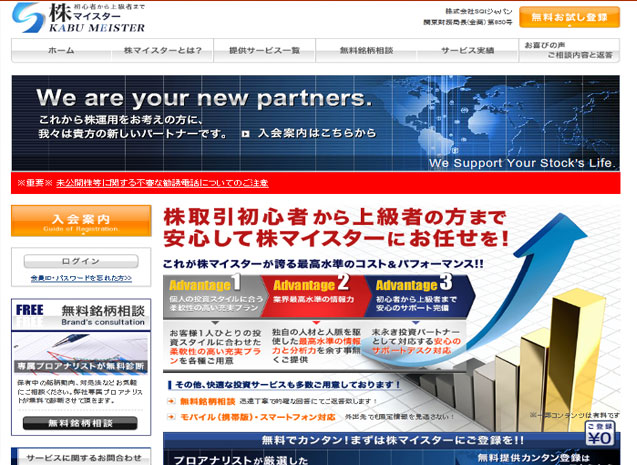 初心者から上級者まで
株マイスター
KABU MEISTER
株式会社SQIジャパン
関東財務局長(金商)第850号
無料お試し登録
ホーム
株マイスターとは?
提供サービス一覧
無料銘柄相談
サービス実績
お喜びの声
ご相談内容と返答
We are your new partners.
これから株運用をお考えの方に、
我々は貴方の新しいパートナーです。
入会案内はこちらから
We Support Your Stock's Life.
※重要※ 未公開株等に関する不審な勧誘電話についてのご注意
入会案内
Guide of Registration
ログイン
会員ID・パスワードを忘れた方>>
FREE
無料銘柄相談
Brand's consultation
専属プロアナリストが無料診断
保有中の銘柄動向、対処法などお気軽
にご相談ください。弊社専属プロアナリス
トが無料で診断させて頂きます。
無料銘柄相談
サービスに関するお問合わせ
株取引初心者から上級者の方まで
安心して株マイスターにお任せを!
これが株マイスターが誇る最高水準のコスト&パフォーマンス!!
Advantage 1
個人の投資スタイルに合う
柔軟性の高い充実プラン
Advantage 2
業界最高水準の情報力
Advantage 3
初心者から上級者まで
安心のサポート完備
お客様1人ひとりの投
資スタイルに合わせた
柔軟性の高い充実プラ
ンを各種ご用意
独自の人材と人脈を駆
使した最高水準の情報
力と分析力を余す事無
くご提供
末永き投資パートナー
として対応する安心の
サポートデスク対応
その他、快適な投資サービスも多数ご用意しております!
無料銘柄相談 迅速丁寧で的確な回答にてご返答致します!
モバイル(携帯版)・スマートフォン対応 外出先でも限定情報を見逃さない!
※一部コンテンツは有料です
無料でカンタン!まずは株マイスターにご登録を!!
ご登録
¥0
プロアナリストが厳選した
無料提供カンタン登録は